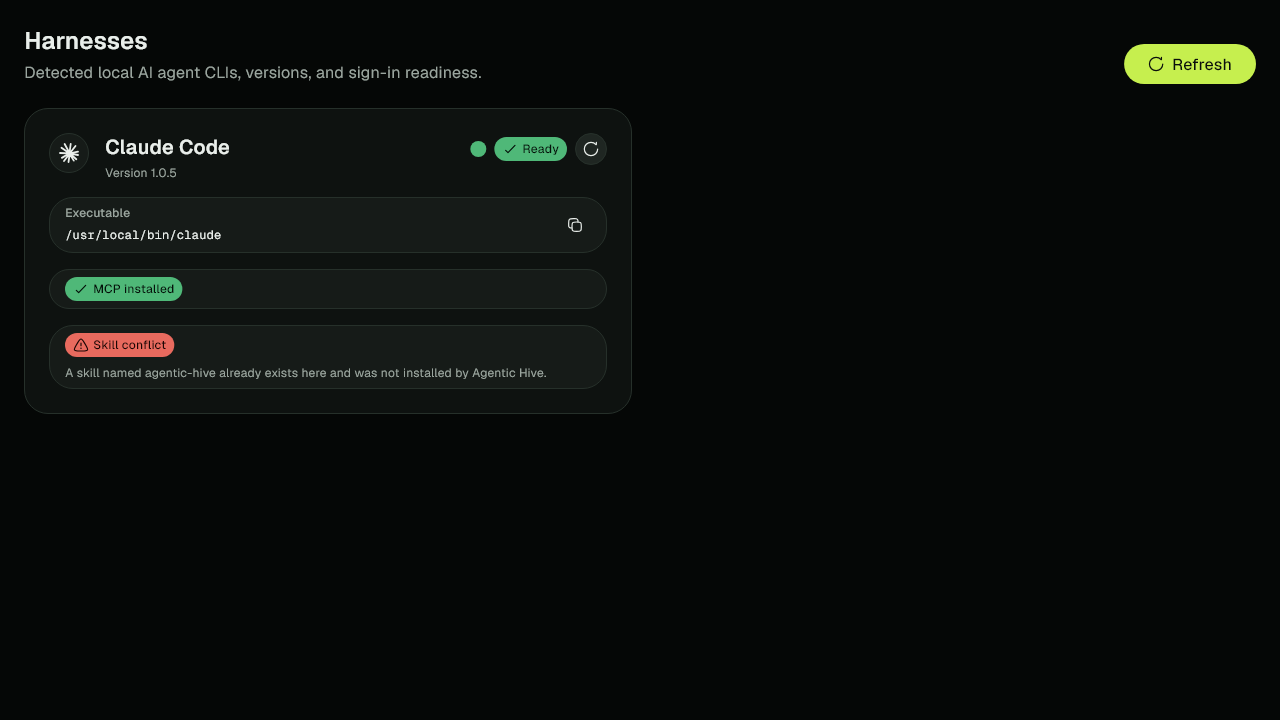 Harnesses
Detected local AI agent CLIs, versions, and sign-in readiness.
Refresh
Claude Code
Version 1.0.5
Ready
Executable
/usr/local/bin/claude
MCP installed
Skill conflict
A skill named agentic-hive already exists here and was not installed by Agentic Hive.